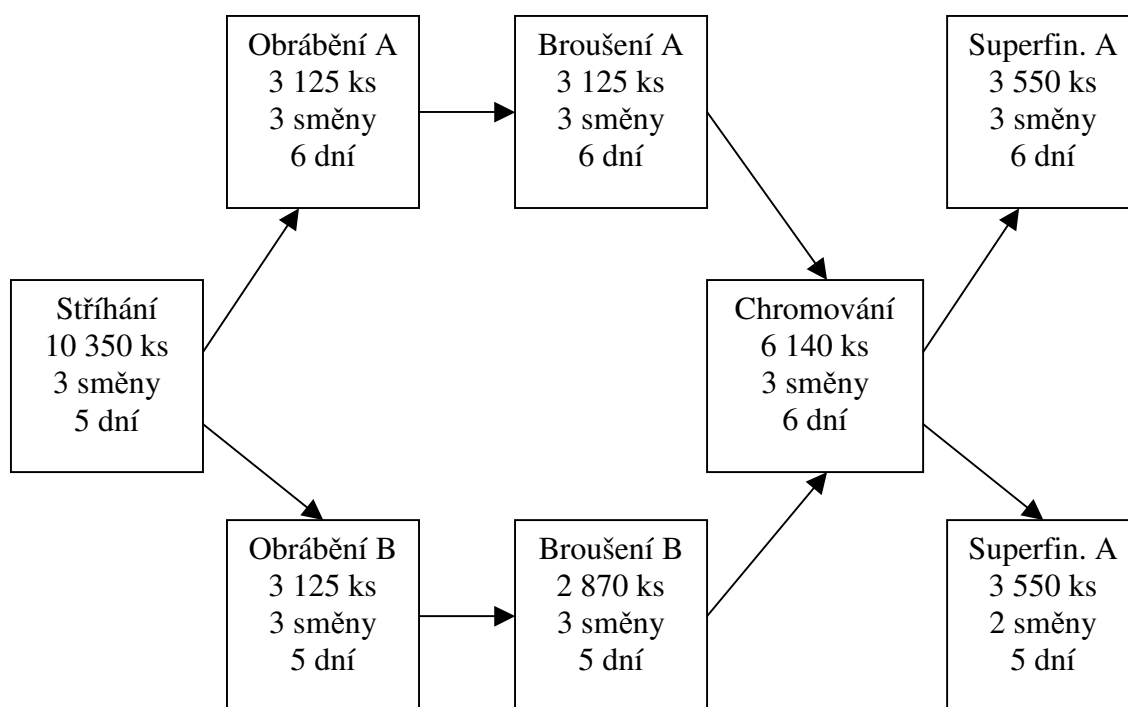 Obrábění A
3 125 ks
3 směny
6 dní
Broušení A
3 125 ks
3 směny
6 dní
Superfin. A
3 550 ks
3 směny
6 dní
Stříhání
10 350 ks
3 směny
5 dní
Chromování
6 140 ks
3 směny
6 dní
Obrábění B
3 125 ks
3 směny
5 dní
Broušení B
2 870 ks
3 směny
5 dní
Superfin. A
3 550 ks
2 směny
5 dní